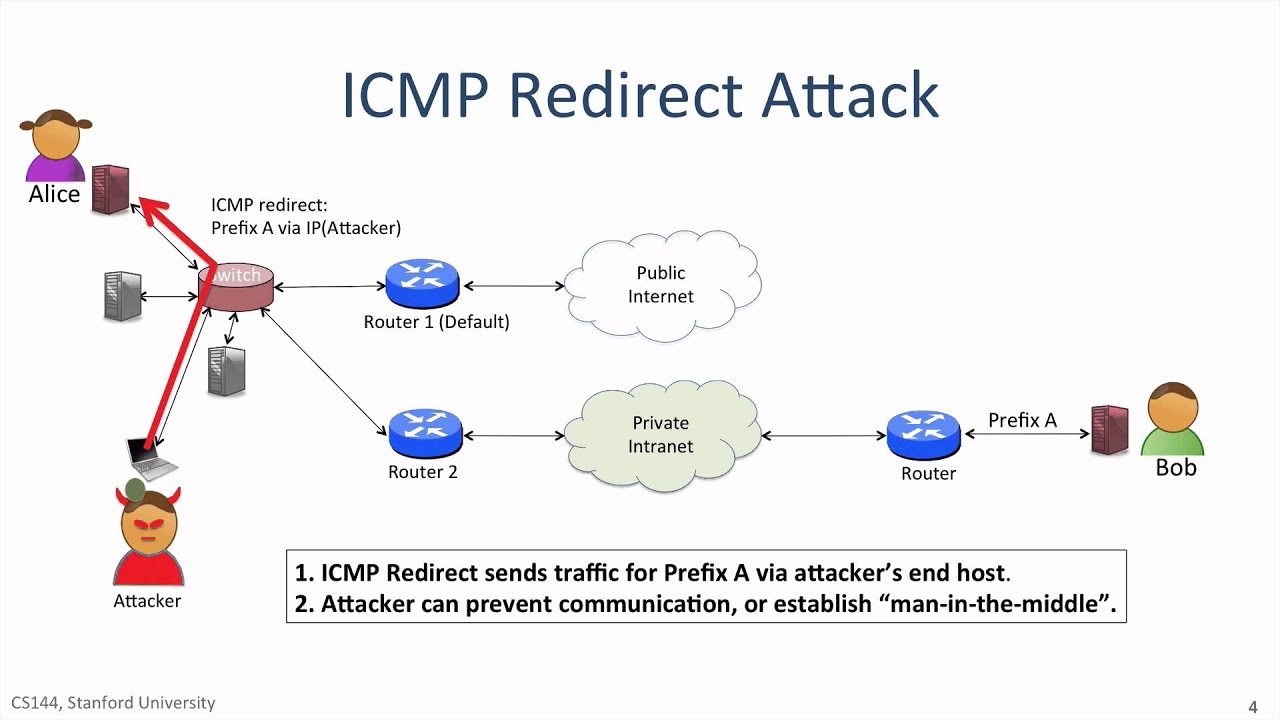 ICMP Redirect Attack
Alice
ICMP redirect:
Prefix A via IP(Attacker)
Switch
Public
Internet
Router 1 (Default)
Private
Intranet
Prefix A
Router 2
Router
Bob
1. ICMP Redirect sends traffic for Prefix A via attacker’s end host.
2. Attacker can prevent communication, or establish “man-in-the-middle”.
Attacker
CS144, Stanford University
4